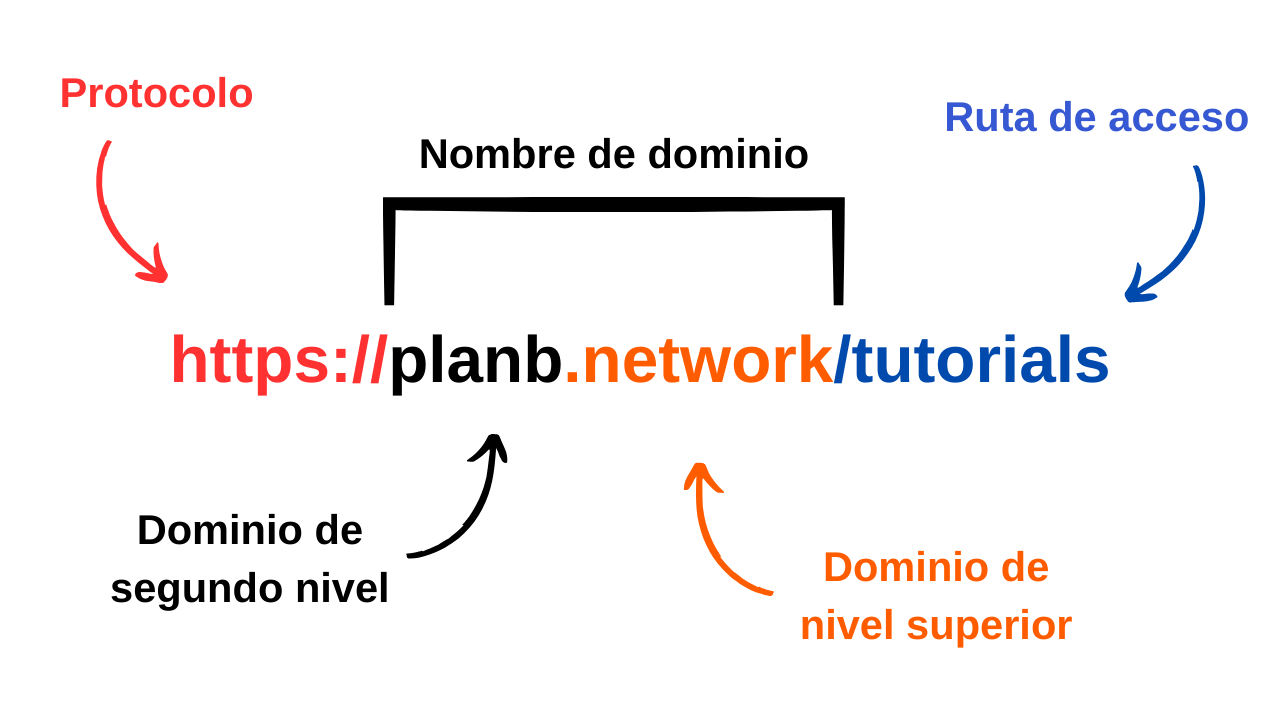 Protocolo
Ruta de acceso
Nombre de dominio
https://planb.network/tutorials
Dominio de
segundo nivel
Dominio de
nivel superior